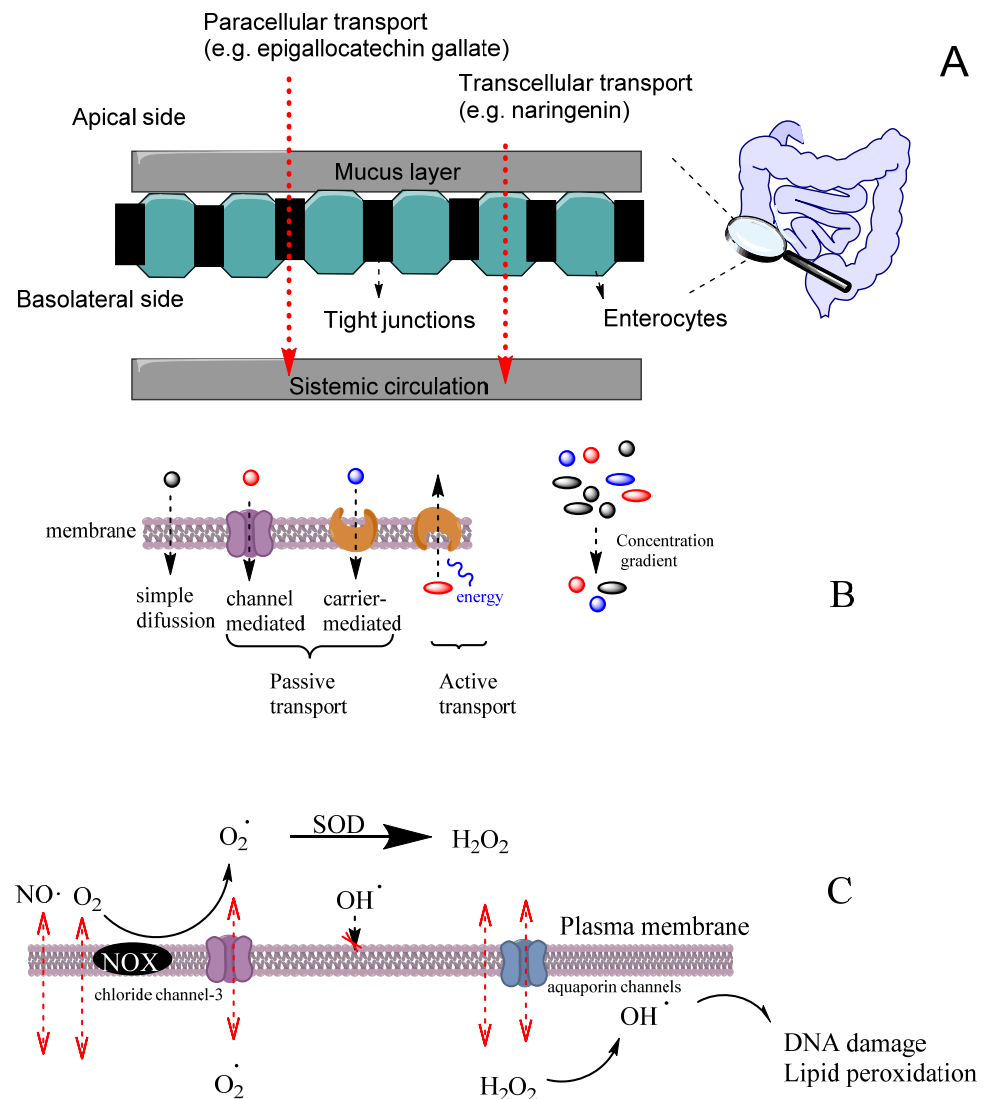 Paracellular transport
(e.g. epigallocatechin gallate)
A
Transcellular transport
(e.g. naringenin)
Apical side
Mucus layer
Basolateral side
Tight junctions
Enterocytes
Sistemic circulation
membrane
simple
difussion
channel
mediated
carrier-
mediated
energy
Concentration
gradient
B
Passive
transport
Active
transport
O₂˙
SOD
H₂O₂
C
NO·
O₂
OH˙
Plasma membrane
NOX
chloride channel-3
aquaporin channels
OH˙
DNA damage
Lipid peroxidation
O₂˙
H₂O₂